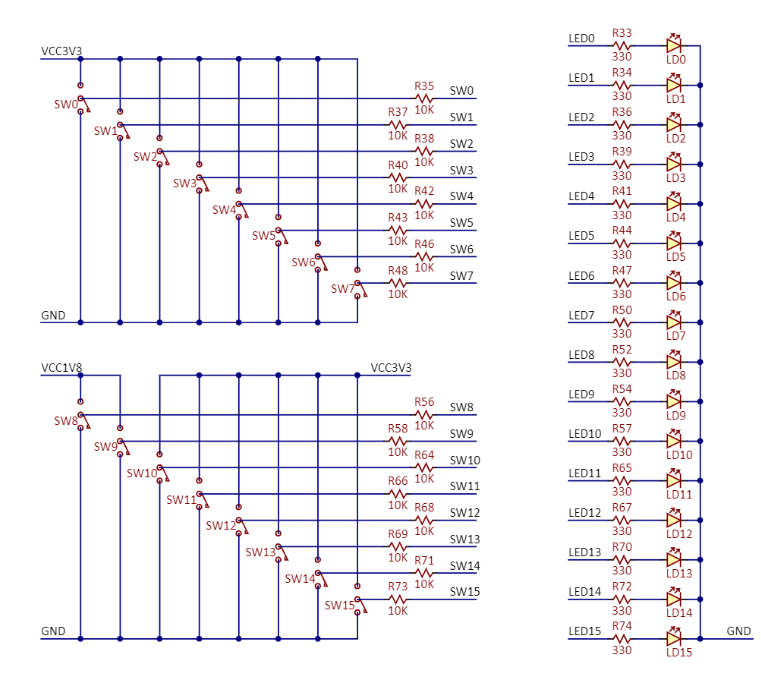 VCC3V3
SW0
R35
10K
SW0
SW1
R37
10K
SW1
SW2
R38
10K
SW2
SW3
R40
10K
SW3
SW4
R42
10K
SW4
SW5
R43
10K
SW5
SW6
R46
10K
SW6
SW7
R48
10K
SW7
GND
VCC1V8
VCC3V3
SW8
R56
10K
SW8
SW9
R58
10K
SW9
SW10
R64
10K
SW10
SW11
R66
10K
SW11
SW12
R68
10K
SW12
SW13
R69
10K
SW13
SW14
R71
10K
SW14
SW15
R73
10K
SW15
GND
LED0
R33
330
LD0
LED1
R34
330
LD1
LED2
R36
330
LD2
LED3
R39
330
LD3
LED4
R41
330
LD4
LED5
R44
330
LD5
LED6
R47
330
LD6
LED7
R50
330
LD7
LED8
R52
330
LD8
LED9
R54
330
LD9
LED10
R57
330
LD10
LED11
R65
330
LD11
LED12
R67
330
LD12
LED13
R70
330
LD13
LED14
R72
330
LD14
LED15
R74
330
LD15
GND